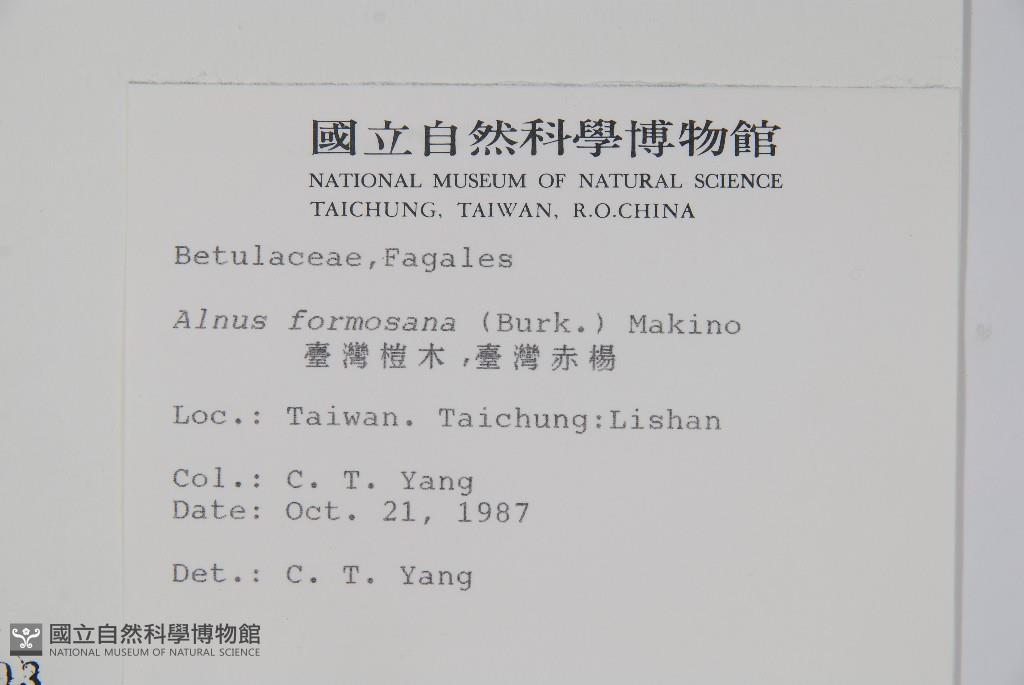 國立自然科學博物館
NATIONAL MUSEUM OF NATURAL SCIENCE
TAICHUNG, TAIWAN, R.O.CHINA
Betulaceae,Fagales
Alnus formosana (Burk.) Makino
臺灣榿木,臺灣赤楊
Loc.: Taiwan. Taichung:Lishan
Col.: C. T. Yang
Date: Oct. 21, 1987
Det.: C. T. Yang
國立自然科學博物館
NATIONAL MUSEUM OF NATURAL SCIENCE